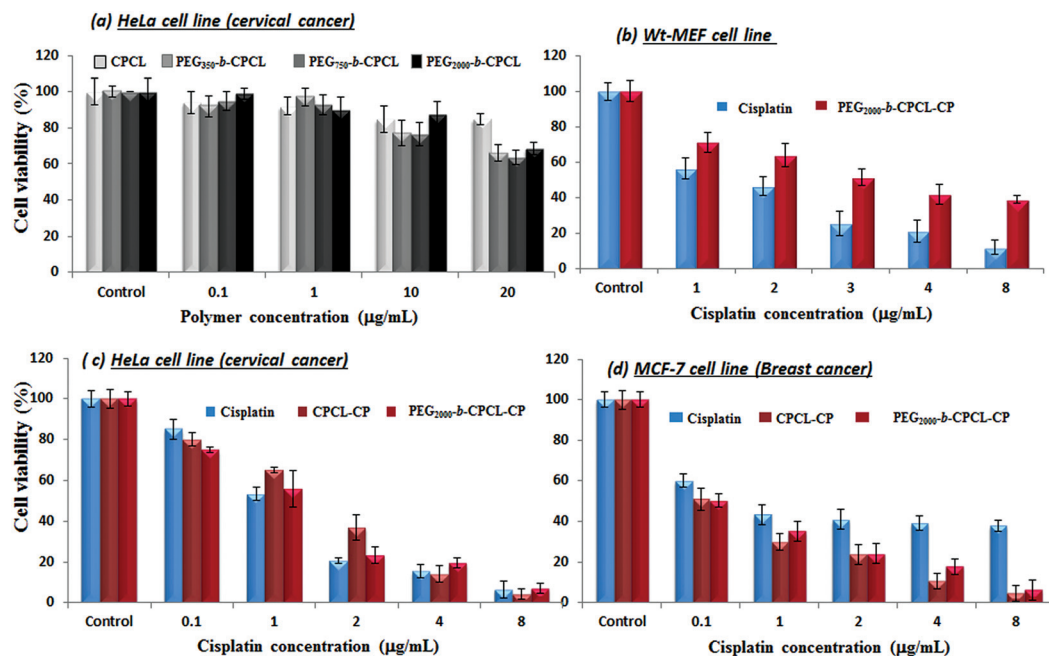 (a) HeLa cell line (cervical cancer)
CPCL PEG350-b-CPCL PEG750-b-CPCL PEG2000-b-CPCL
Cell viability (%)
120
100
80
60
40
20
0
Control 0.1 1 10 20
Polymer concentration (µg/mL)
(b) Wt-MEF cell line
Cisplatin PEG2000-b-CPCL-CP
120
100
80
60
40
20
0
Control 1 2 3 4 8
Cisplatin concentration (µg/mL)
( c) HeLa cell line (cervical cancer)
Cisplatin CPCL-CP PEG2000-b-CPCL-CP
Cell viability (%)
120
100
80
60
40
20
0
Control 0.1 1 2 4 8
Cisplatin concentration (µg/mL)
(d) MCF-7 cell line (Breast cancer)
Cisplatin CPCL-CP PEG2000-b-CPCL-CP
120
100
80
60
40
20
0
Control 0.1 1 2 4 8
Cisplatin concentration (µg/mL)